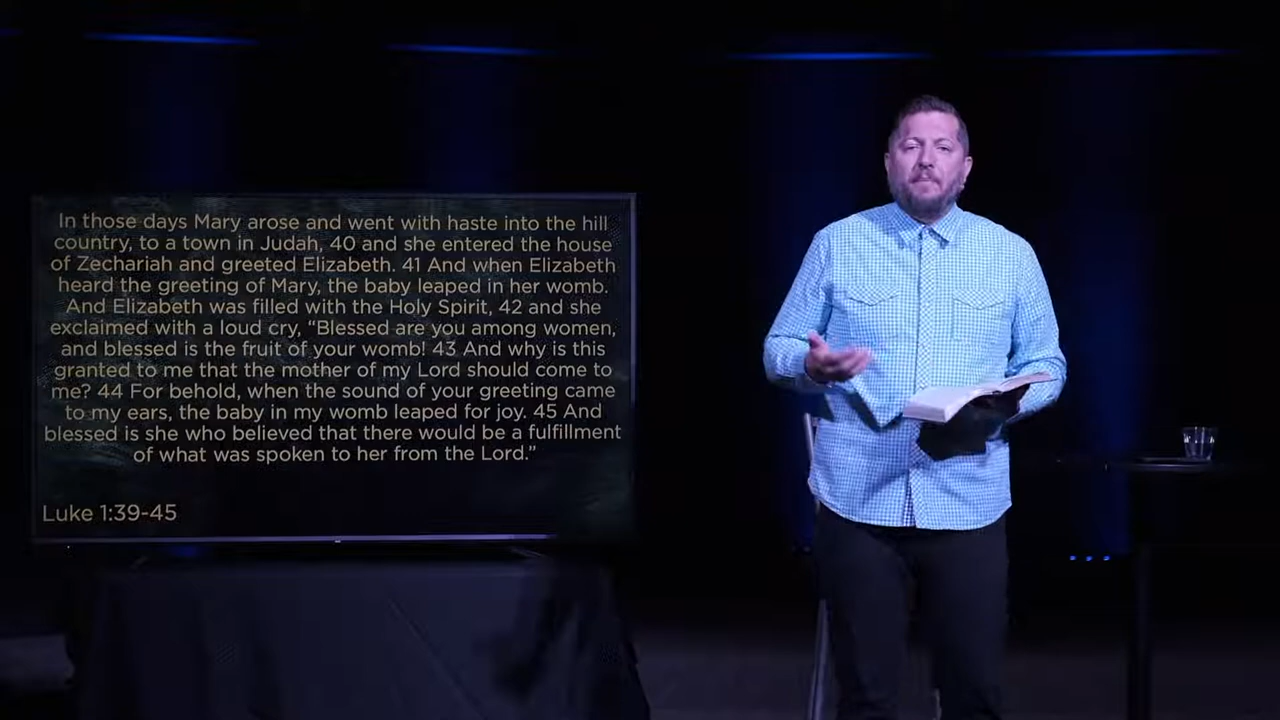 In those days Mary arose and went with haste into the hill
country, to a town in Judah, 40 and she entered the house
of Zechariah and greeted Elizabeth. 41 And when Elizabeth
heard the greeting of Mary, the baby leaped in her womb.
And Elizabeth was filled with the Holy Spirit, 42 and she
exclaimed with a loud cry, “Blessed are you among women,
and blessed is the fruit of your womb! 43 And why is this
granted to me that the mother of my Lord should come to
me? 44 For behold, when the sound of your greeting came
to my ears, the baby in my womb leaped for joy. 45 And
blessed is she who believed that there would be a fulfillment
of what was spoken to her from the Lord.”
Luke 1:39-45